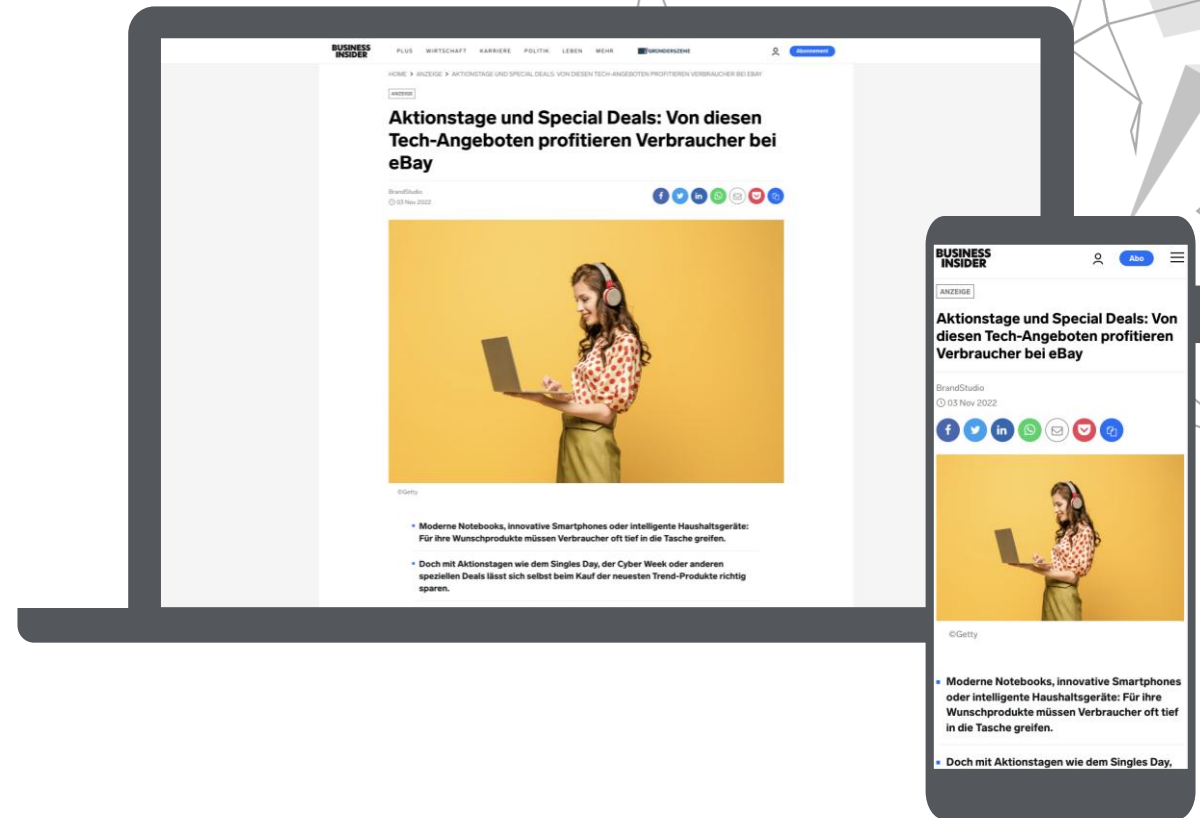 BUSINESS
INSIDER
PLUS WIRTSCHAFT KARRIERE POLITIK LEBEN MEHR GRÜNDERSZENE
Abonnement
HOME > ANZEIGE > AKTIONSTAGE UND SPECIAL DEALS: VON DIESEN TECH-ANGEBOTEN PROFITIEREN VERBRAUCHER BEI EBAY
ANZEIGE
Aktionstage und Special Deals: Von diesen
Tech-Angeboten profitieren Verbraucher bei
eBay
BrandStudio
03 Nov 2022
©Getty
Moderne Notebooks, innovative Smartphones oder intelligente Haushaltsgeräte:
Für ihre Wunschprodukte müssen Verbraucher oft tief in die Tasche greifen.
Doch mit Aktionstagen wie dem Singles Day, der Cyber Week oder anderen
speziellen Deals lässt sich selbst beim Kauf der neuesten Trend-Produkte richtig
sparen.
BUSINESS
INSIDER
Abo
ANZEIGE
Aktionstage und Special Deals: Von
diesen Tech-Angeboten profitieren
Verbraucher bei eBay
BrandStudio
03 Nov 2022
©Getty
Moderne Notebooks, innovative Smartphones
oder intelligente Haushaltsgeräte: Für ihre
Wunschprodukte müssen Verbraucher oft tief
in die Tasche greifen.
Doch mit Aktionstagen wie dem Singles Day,